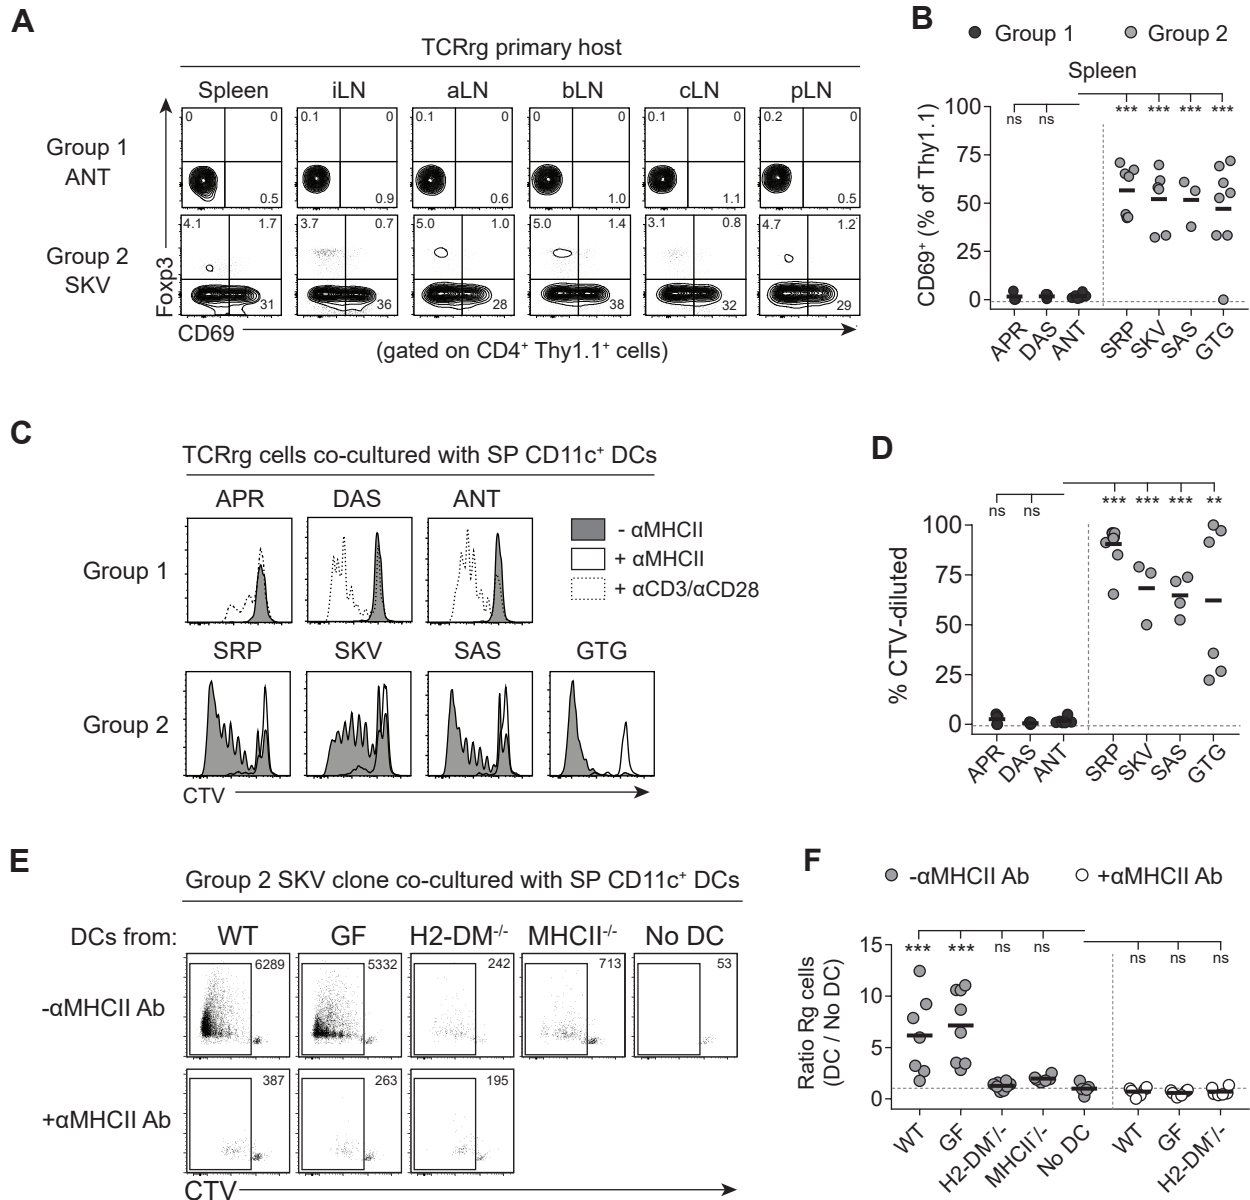 A
TCRrg primary host
Spleen iLN aLN bLN cLN pLN
Group 1
ANT
0 0 0.5
0.1 0 0.9
0.1 0 0.6
0 0 1.0
0.1 0 1.1
0.2 0 0.5
Group 2
SKV
4.1 1.7 31
3.7 0.7 36
5.0 1.0 28
5.0 1.4 38
3.1 0.8 32
4.7 1.2 29
Foxp3
CD69
(gated on CD4⁺ Thy1.1⁺ cells)
B
Group 1 Group 2
Spleen
CD69⁺ (% of Thy1.1)
100
75
50
25
0
ns ns *** *** *** ***
APR DAS ANT SRP SKV SAS GTG
C
TCRrg cells co-cultured with SP CD11c⁺ DCs
APR DAS ANT
Group 1
- αMHCII
+ αMHCII
+ αCD3/αCD28
SRP SKV SAS GTG
Group 2
CTV
D
% CTV-diluted
100
75
50
25
0
ns ns *** *** *** **
APR DAS ANT SRP SKV SAS GTG
E
Group 2 SKV clone co-cultured with SP CD11c⁺ DCs
DCs from: WT GF H2-DM⁻/⁻ MHCII⁻/⁻ No DC
-αMHCII Ab
6289 5332 242 713 53
+αMHCII Ab
387 263 195
CTV
F
-αMHCII Ab +αMHCII Ab
Ratio Rg cells
(DC / No DC)
15
10
5
0
*** *** ns ns ns ns ns
WT GF H2-DM⁻/- MHCII⁻/- No DC WT GF H2-DM⁻/-